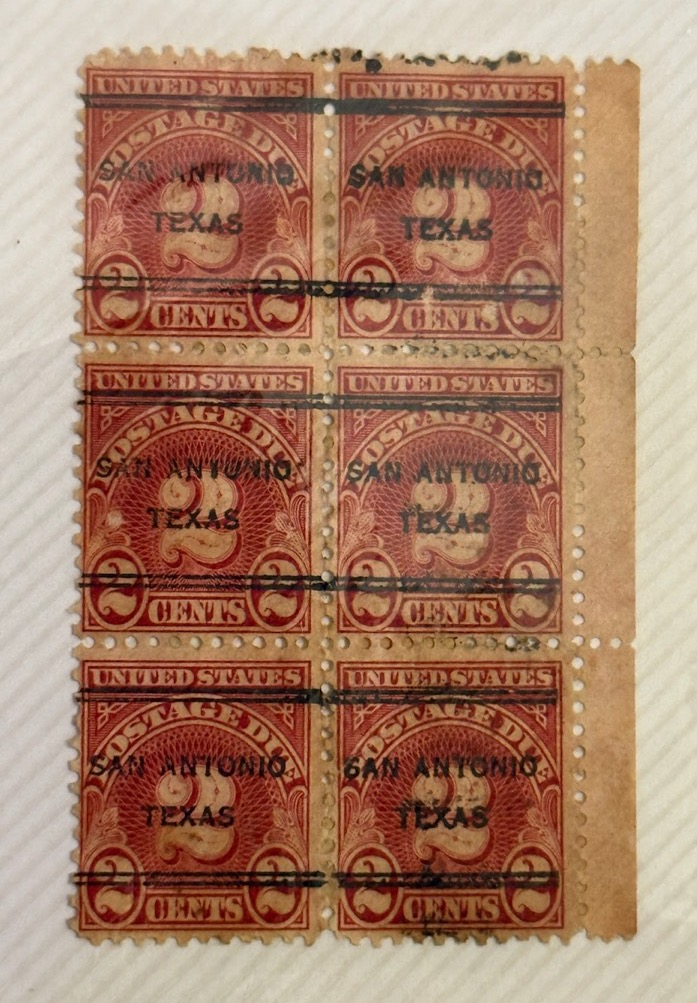 UNITED STATES
POSTAGE DUE
SAN ANTONIO,
TEXAS
2
2 CENTS 2
UNITED STATES
POSTAGE DUE
SAN ANTONIO,
TEXAS
2
2 CENTS 2
UNITED STATES
POSTAGE DUE
SAN ANTONIO,
TEXAS
2
2 CENTS 2
UNITED STATES
POSTAGE DUE
SAN ANTONIO,
TEXAS
2
2 CENTS 2
UNITED STATES
POSTAGE DUE
SAN ANTONIO,
TEXAS
2
2 CENTS 2
UNITED STATES
POSTAGE DUE
SAN ANTONIO,
TEXAS
2
2 CENTS 2